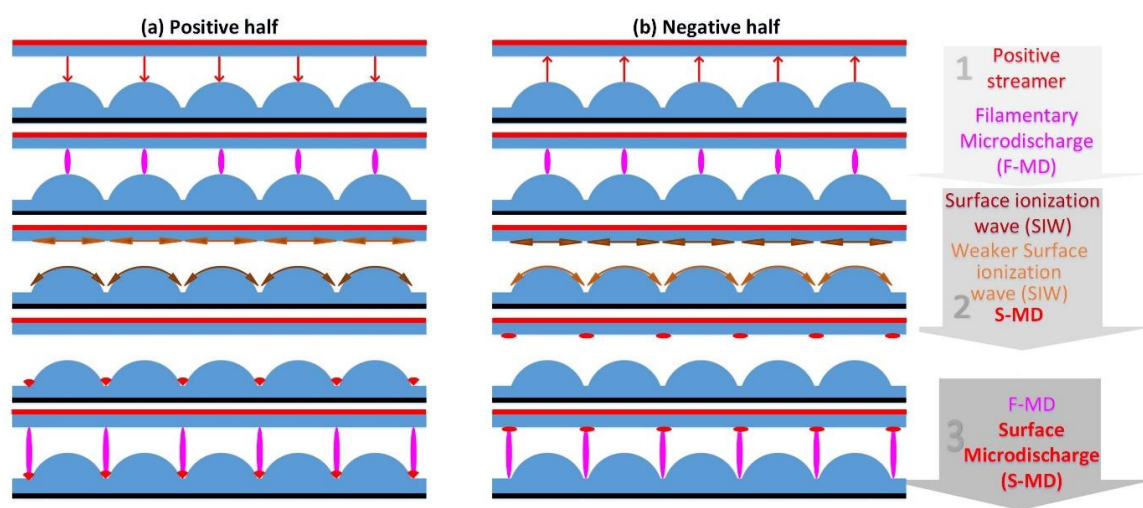 (a) Positive half
(b) Negative half
1
Positive
streamer
Filamentary
Microdischarge
(F-MD)
Surface ionization
wave (SIW)
Weaker Surface
ionization
wave (SIW)
2
S-MD
3
F-MD
Surface
Microdischarge
(S-MD)